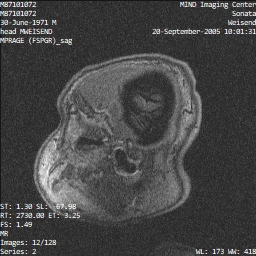 M87101072
M87101072
30-June-1971 M
head MWEISEND
MPRAGE (FSPGR)_sag
MIND Imaging Center
Sonata
Weisend
20-September-2005 10:01:31
ST: 1.30 SL: -67.98
RT: 2730.00 ET: 3.25
FS: 1.49
MR
Images: 12/128
Series: 2
WL: 173 WW: 418